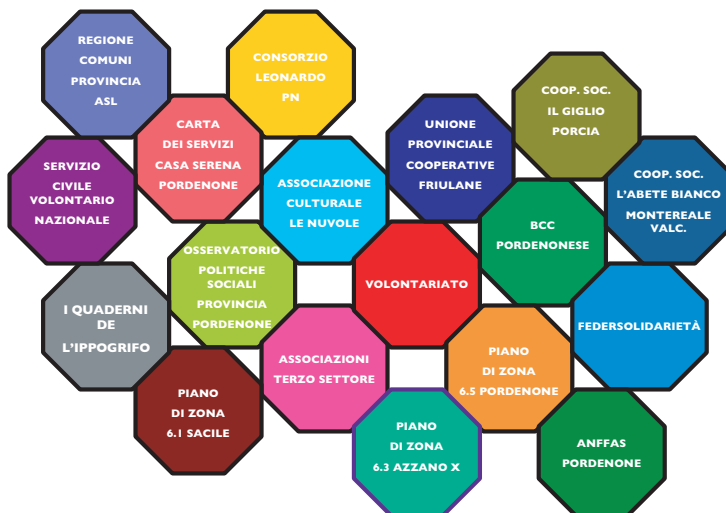 REGIONE
COMUNI
PROVINCIA
ASL
CONSORZIO
LEONARDO
PN
COOP. SOC.
IL GIGLIO
PORCIA
CARTA
DEI SERVIZI
CASA SERENA
PORDENONE
UNIONE
PROVINCIALE
COOPERATIVE
FRIULANE
SERVIZIO
CIVILE
VOLONTARIO
NAZIONALE
ASSOCIAZIONE
CULTURALE
LE NUVOLE
COOP. SOC.
L'ABETE BIANCO
MONTEREALE
VALC.
BCC
PORDENONESE
OSSERVATORIO
POLITICHE
SOCIALI
PROVINCIA
PORDENONE
VOLONTARIATO
I QUADERNI
DE
L'IPPOGRIFO
FEDERSOLIDARIETÀ
ASSOCIAZIONI
TERZO SETTORE
PIANO
DI ZONA
6.5 PORDENONE
PIANO
DI ZONA
6.1 SACILE
PIANO
DI ZONA
6.3 AZZANO X
ANFFAS
PORDENONE